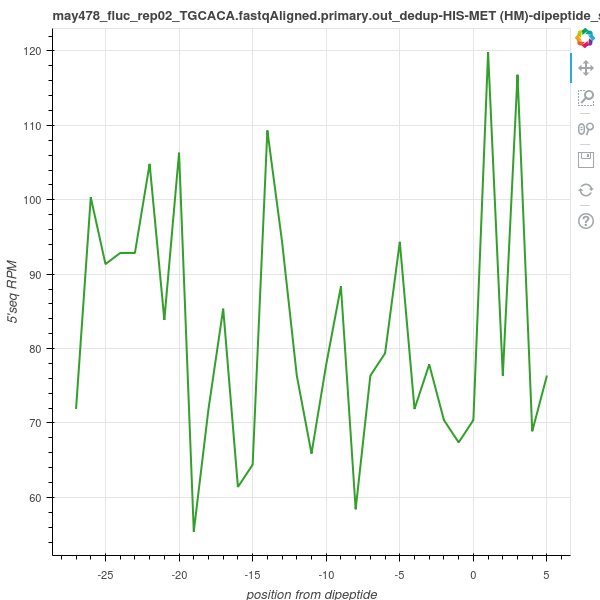 may478_fluc_rep02_TGCACA.fastqAligned.primary.out_dedup-HIS-MET (HM)-dipeptide_
120
110
100
90
80
70
60
5'seq RPM
-25 -20 -15 -10 -5 0 5
position from dipeptide